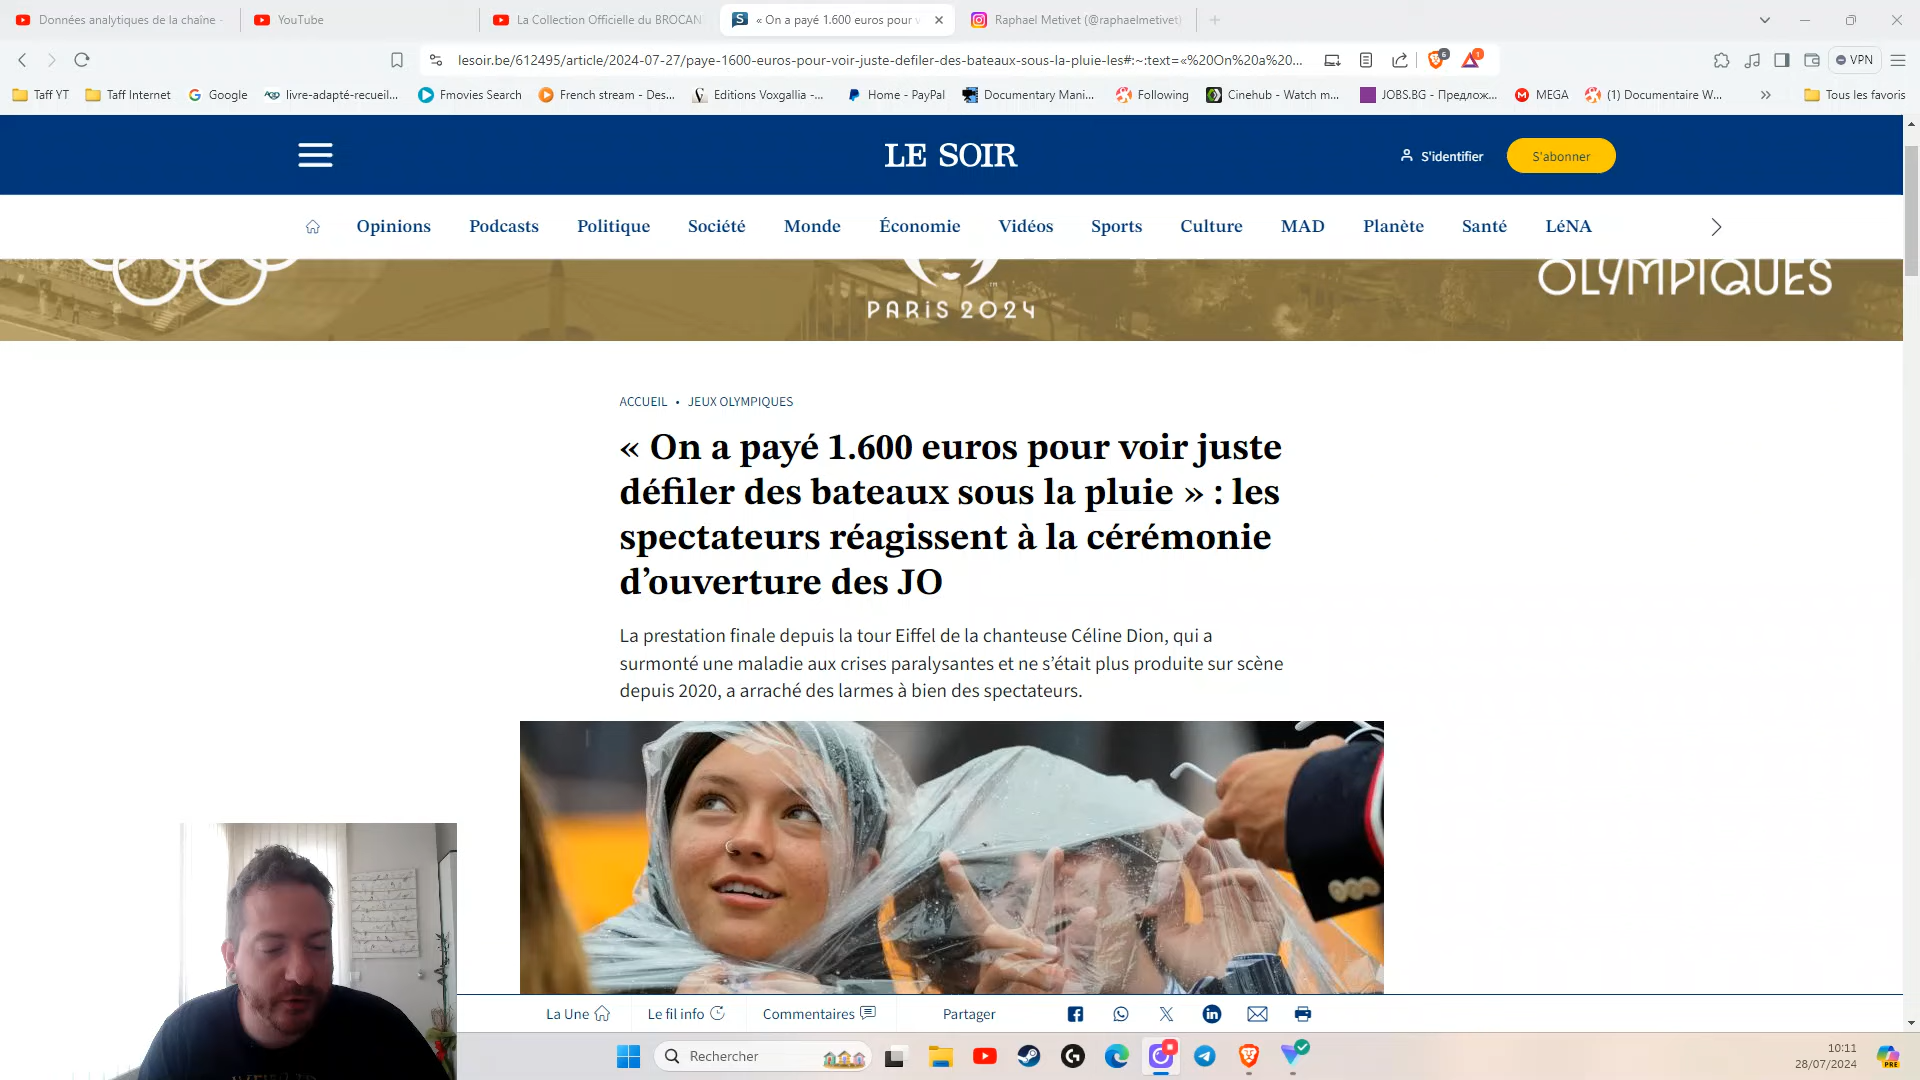 Données analytiques de la chaîne -
YouTube
La Collection Officielle du BROCAN
« On a payé 1.600 euros pour v
Raphael Metivet (@raphaelmetivet)
lesoir.be/612495/article/2024-07-27/paye-1600-euros-pour-voir-juste-defiler-des-bateaux-sous-la-pluie-les#:~:text=«%20On%20a%20...
6
1
VPN
Taff YT
Taff Internet
Google
livre-adapté-recueil...
Fmovies Search
French stream - Des...
Editions Voxgallia -...
Home - PayPal
Documentary Mani...
Following
Cinehub - Watch m...
JOBS.BG - Предлож...
MEGA
(1) Documentaire W...
Tous les favoris
LE SOIR
S'identifier
S'abonner
Opinions
Podcasts
Politique
Société
Monde
Économie
Vidéos
Sports
Culture
MAD
Planète
Santé
LéNA
PARIS 2024
OLYMPIQUES
ACCUEIL • JEUX OLYMPIQUES
« On a payé 1.600 euros pour voir juste
défiler des bateaux sous la pluie » : les
spectateurs réagissent à la cérémonie
d’ouverture des JO
La prestation finale depuis la tour Eiffel de la chanteuse Céline Dion, qui a
surmonté une maladie aux crises paralysantes et ne s’était plus produite sur scène
depuis 2020, a arraché des larmes à bien des spectateurs.
La Une
Le fil info
Commentaires
Partager
Rechercher
10:11
28/07/2024
PRE